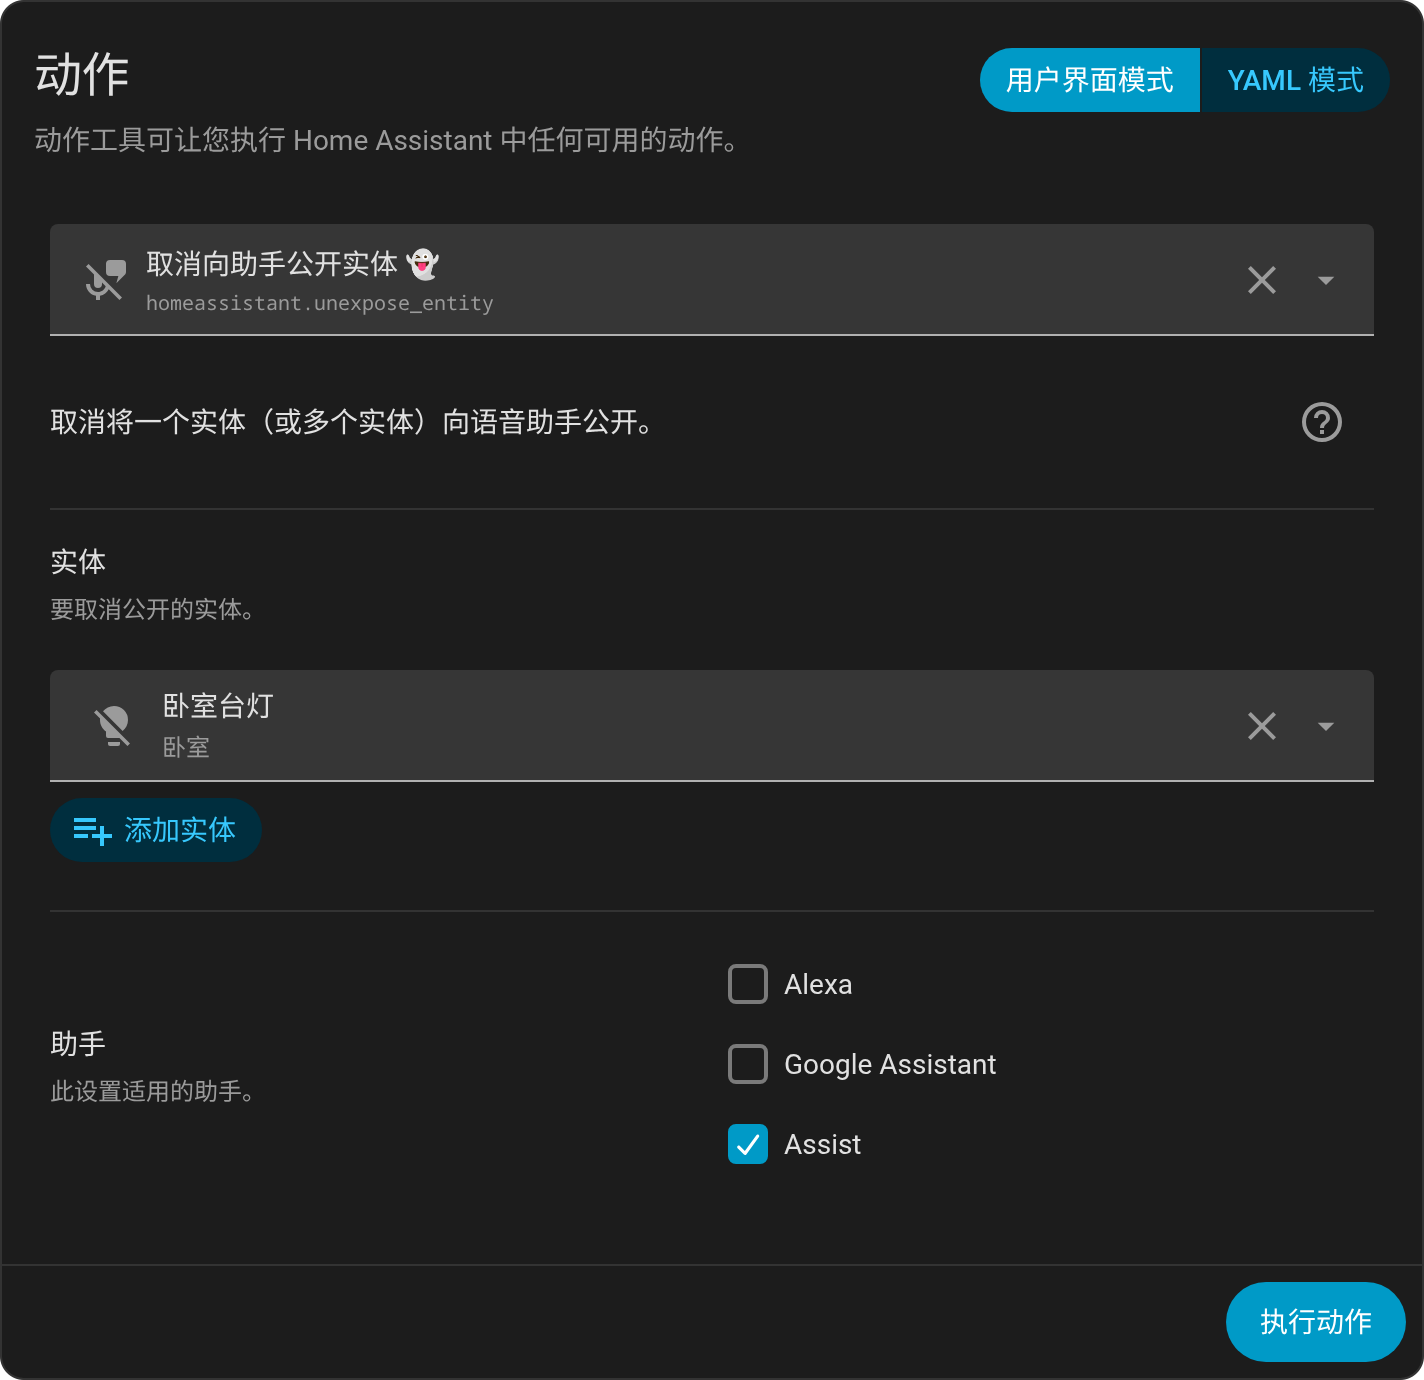 动作
用户界面模式
YAML 模式
动作工具可让您执行 Home Assistant 中任何可用的动作。
取消向助手公开实体 👻
homeassistant.unexpose_entity
取消将一个实体（或多个实体）向语音助手公开。
实体
要取消公开的实体。
卧室台灯
卧室
添加实体
Alexa
助手
Google Assistant
此设置适用的助手。
Assist
执行动作